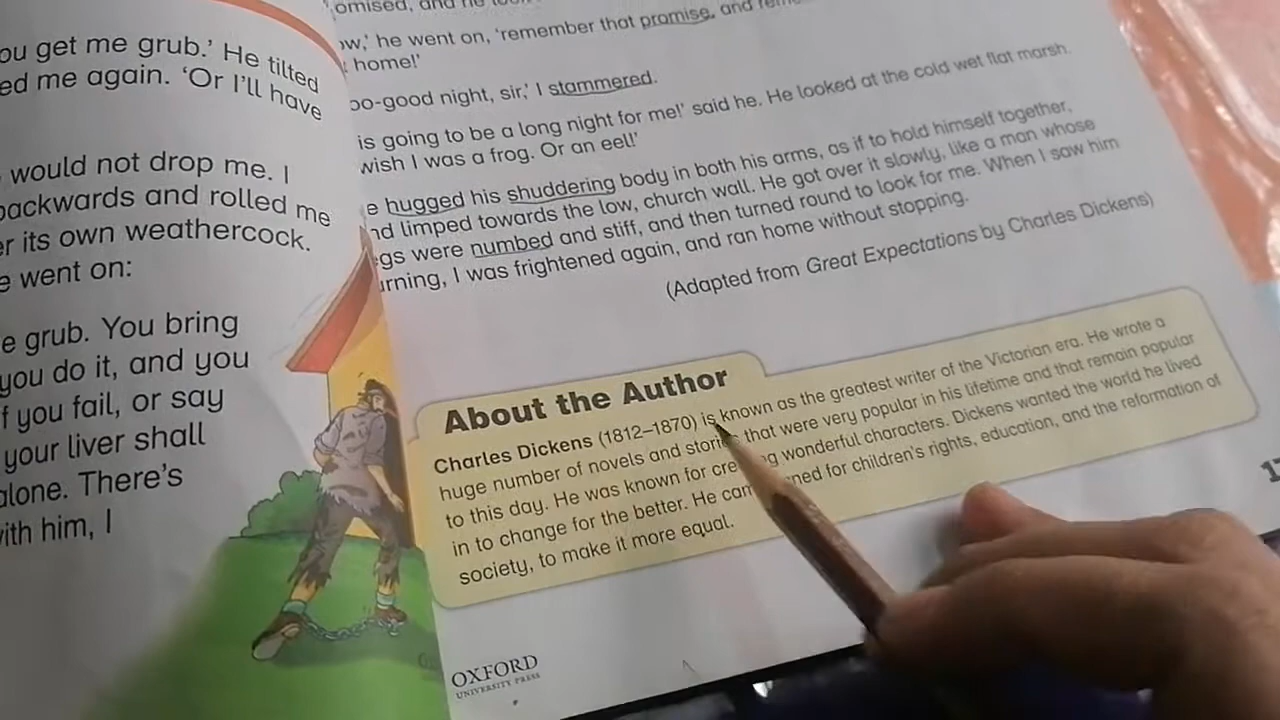 ou get me grub.' He tilted
ed me again. 'Or I'll have
would not drop me. I
backwards and rolled me
er its own weathercock.
e went on:
e grub. You bring
you do it, and you
f you fail, or say
your liver shall
alone. There's
with him, I
omised, and he
ow,' he went on, 'remember that promise, and
home!'
oo-good night, sir,' I stammered.
is going to be a long night for me!' said he. He looked at the cold wet flat marsh.
wish I was a frog. Or an eel!'
e hugged his shuddering body in both his arms, as if to hold himself together,
nd limped towards the low, church wall. He got over it slowly, like a man whose
egs were numbed and stiff, and then turned round to look for me. When I saw him
urning, I was frightened again, and ran home without stopping.
(Adapted from Great Expectations by Charles Dickens)
About the Author
Charles Dickens (1812–1870) is known as the greatest writer of the Victorian era. He wrote a
huge number of novels and stories that were very popular in his lifetime and that remain popular
to this day. He was known for creating wonderful characters. Dickens wanted the world he lived
in to change for the better. He campaigned for children's rights, education, and the reformation of
society, to make it more equal.
OXFORD
UNIVERSITY PRESS